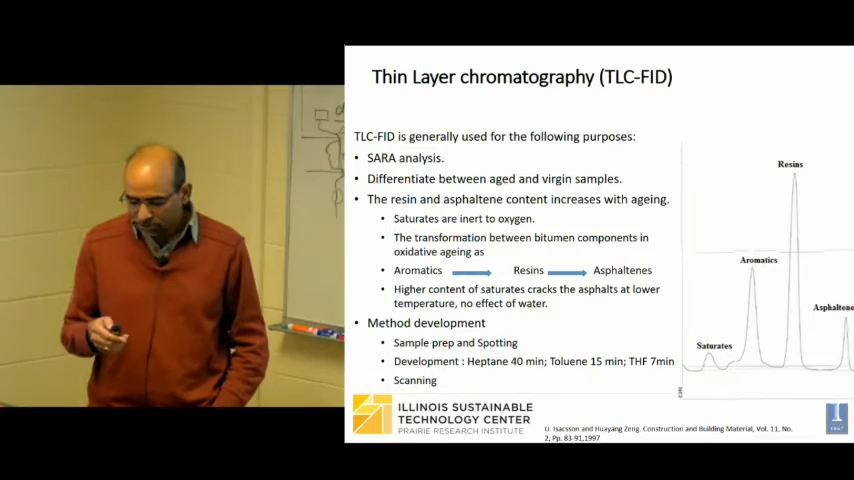 Thin Layer chromatography (TLC-FID)
TLC-FID is generally used for the following purposes:
• SARA analysis.
• Differentiate between aged and virgin samples.
• The resin and asphaltene content increases with ageing.
• Saturates are inert to oxygen.
• The transformation between bitumen components in
oxidative ageing as
• Aromatics Resins Asphaltenes
• Higher content of saturates cracks the asphalts at lower
temperature, no effect of water.
• Method development
• Sample prep and Spotting
• Development : Heptane 40 min; Toluene 15 min; THF 7min
• Scanning
Resins
Aromatics
Asphaltene
Saturates
ILLINOIS SUSTAINABLE
TECHNOLOGY CENTER
PRAIRIE RESEARCH INSTITUTE
U. Isacsson and Huayang Zeng. Construction and Building Material, Vol. 11, No.
2, Pp. 83-91,1997
I
1867